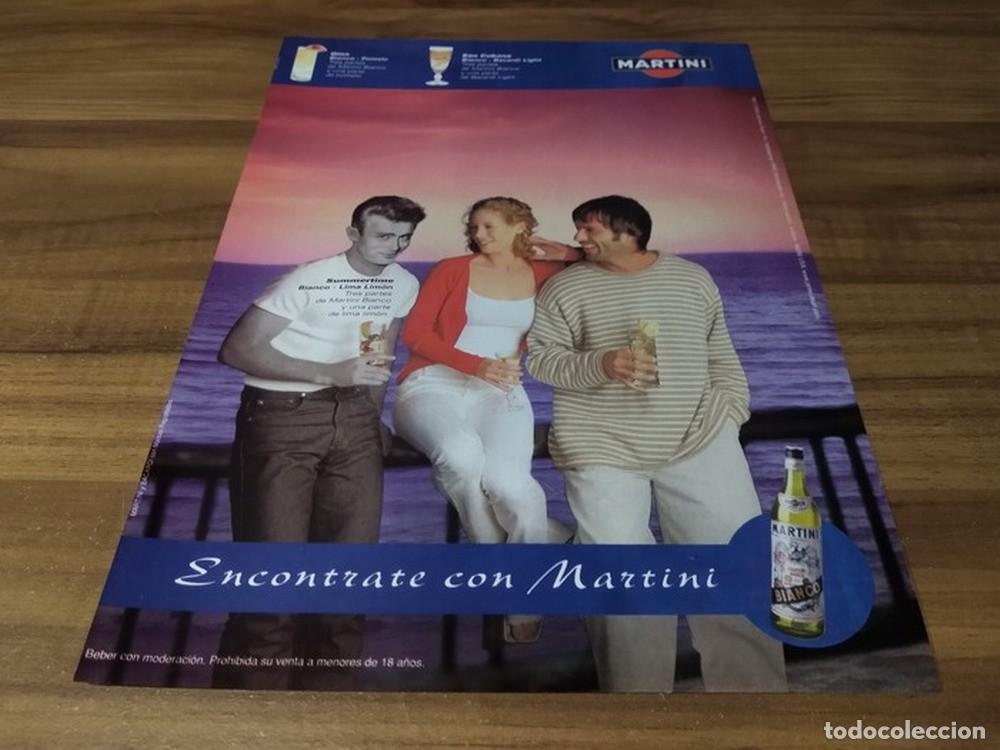 Bianco - Pomelo
Tres partes
de Martini Bianco
y una parte
de pomelo
Bianco - Bacardi Light
Tres partes
de Martini Bianco
y una parte
de Bacardi Light
MARTINI
Summertime
Bianco - Lima Limón
Tres partes
de Martini Bianco
y una parte
de lima limón.
MARTINI
BIANCO
Encontrate con Martini
Beber con moderación. Prohibida su venta a menores de 18 años.
todocoleccion